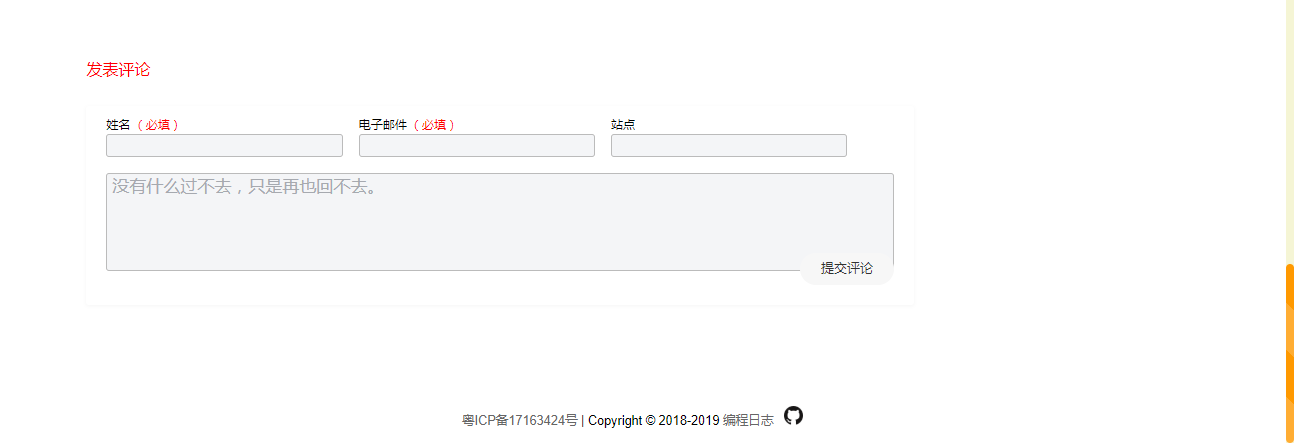 发表评论
姓名（必填） 电子邮件（必填） 站点
没有什么过不去，只是再也回不去。
提交评论
粤ICP备17163424号 | Copyright © 2018-2019 编程日志